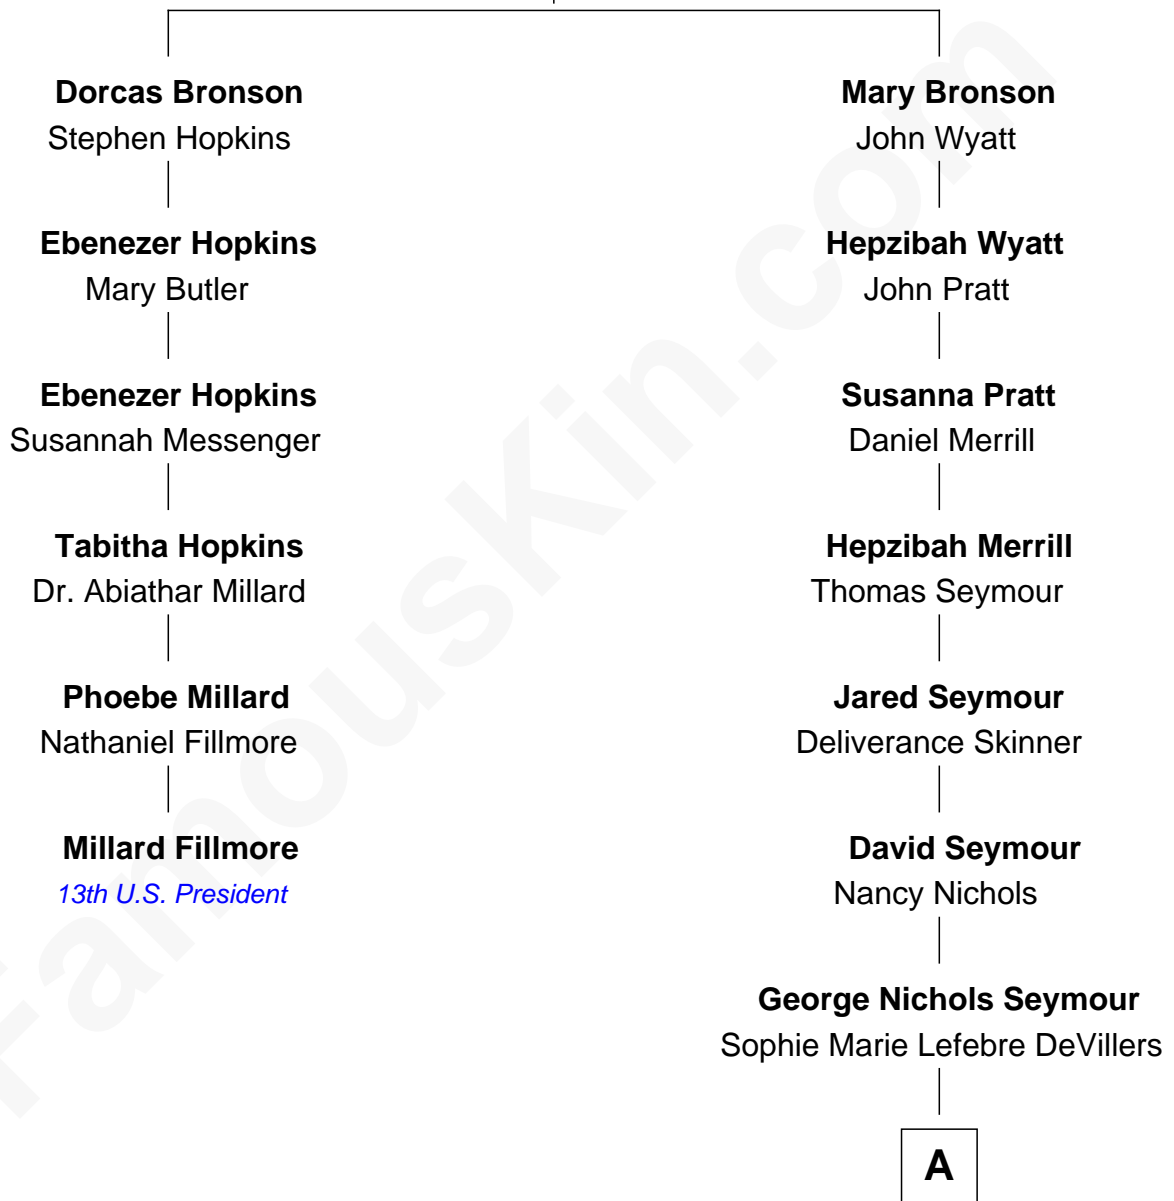 Dorcas Bronson
Stephen Hopkins
Ebenezer Hopkins
Mary Butler
Ebenezer Hopkins
Susannah Messenger
Tabitha Hopkins
Dr. Abiathar Millard
Phoebe Millard
Nathaniel Fillmore
Millard Fillmore
13th U.S. President
Mary Bronson
John Wyatt
Hepzibah Wyatt
John Pratt
Susanna Pratt
Daniel Merrill
Hepzibah Merrill
Thomas Seymour
Jared Seymour
Deliverance Skinner
David Seymour
Nancy Nichols
George Nichols Seymour
Sophie Marie Lefebre DeVillers
A
FamousKin.com